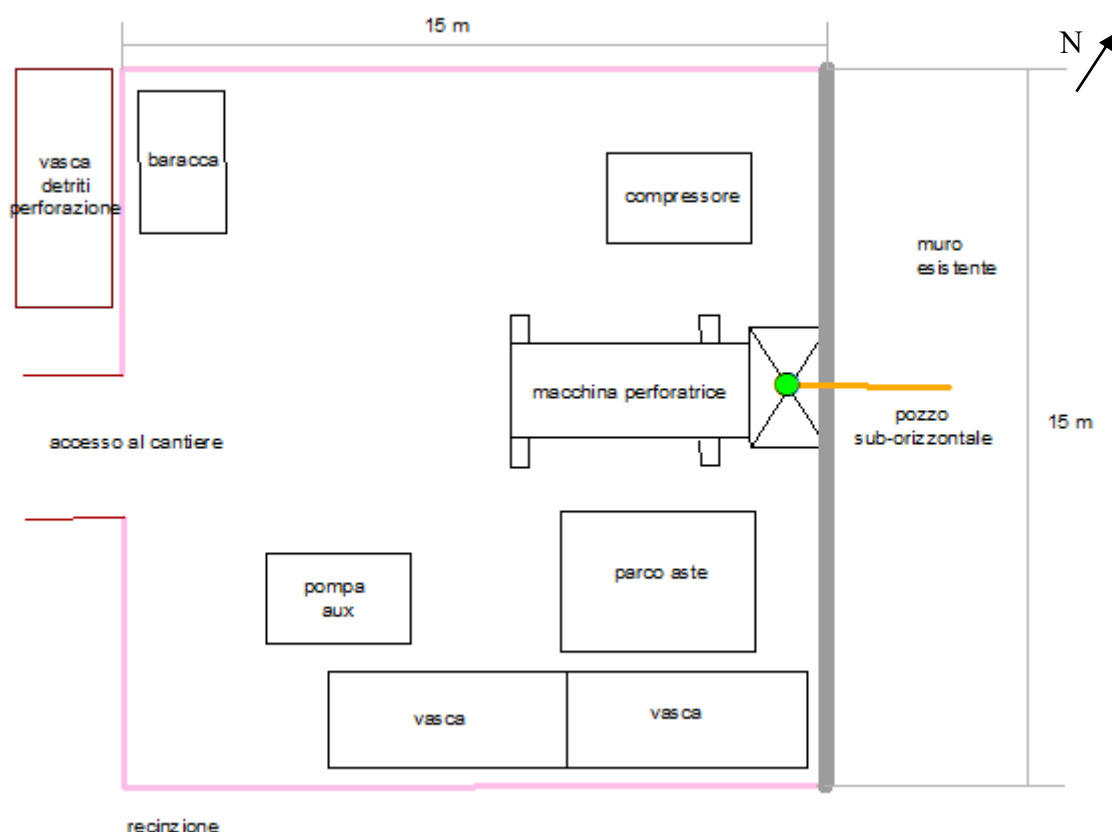 15 m
N
vasca
detriti
perforazione
baracca
compressore
muro
esistente
macchina perforatrice
pozzo
sub-orizzontale
15 m
accesso al cantiere
parco aste
pompa
aux
vasca
vasca
recinzione